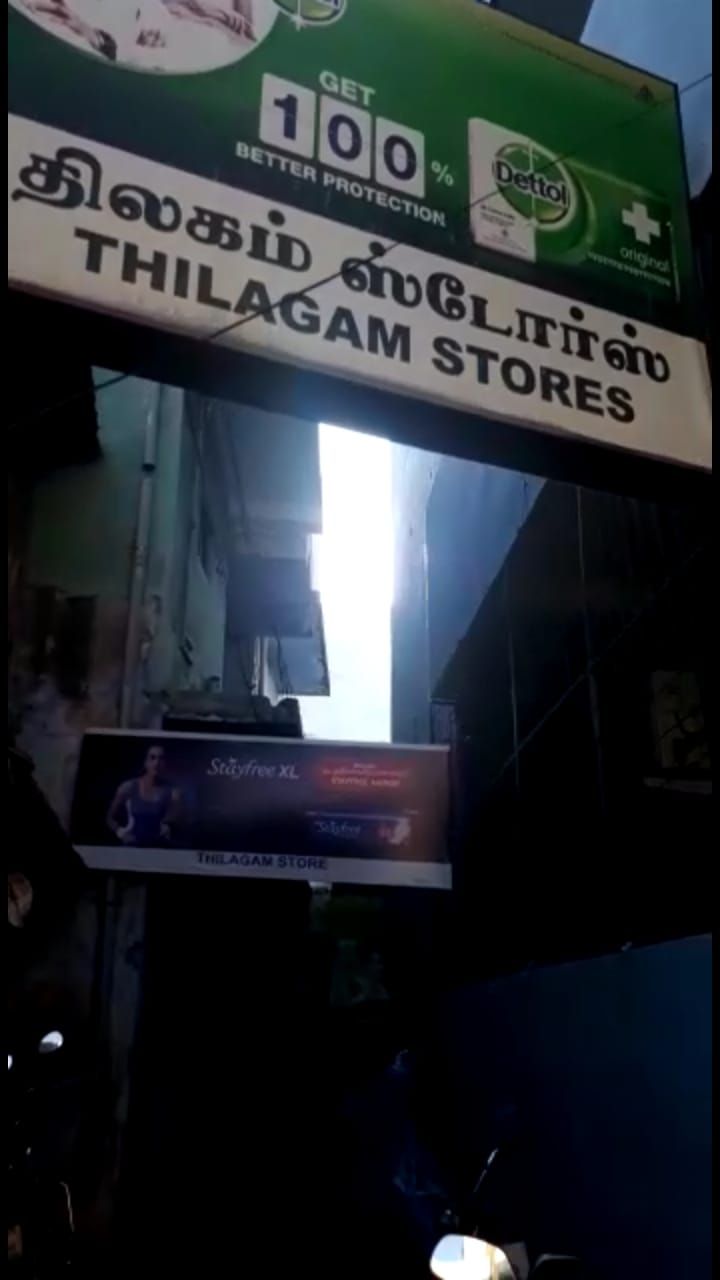 GET
100%
BETTER PROTECTION
Dettol
original
திலகம் ஸ்டோர்ஸ்
THILAGAM STORES
Stayfree XL
Stayfree
THILAGAM STORE